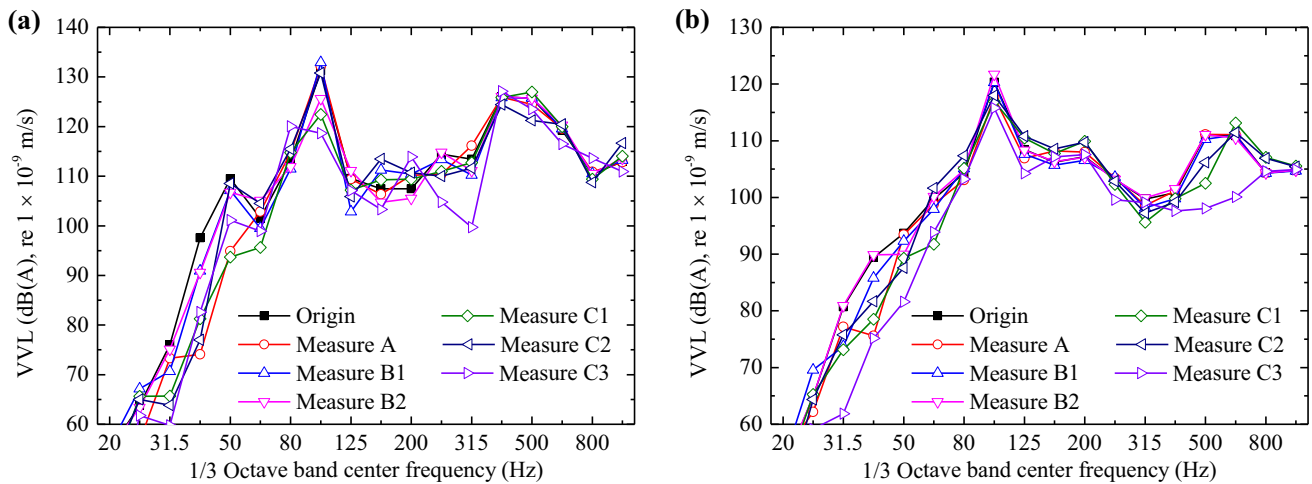 (a)
VVL (dB(A), re 1 × 10⁻⁹ m/s)
140
130
120
110
100
90
80
70
60
20 31.5 50 80 125 200 315 500 800
1/3 Octave band center frequency (Hz)
Origin
Measure A
Measure B1
Measure B2
Measure C1
Measure C2
Measure C3
(b)
VVL (dB(A), re 1 × 10⁻⁹ m/s)
130
120
110
100
90
80
70
60
20 31.5 50 80 125 200 315 500 800
1/3 Octave band center frequency (Hz)
Origin
Measure A
Measure B1
Measure B2
Measure C1
Measure C2
Measure C3